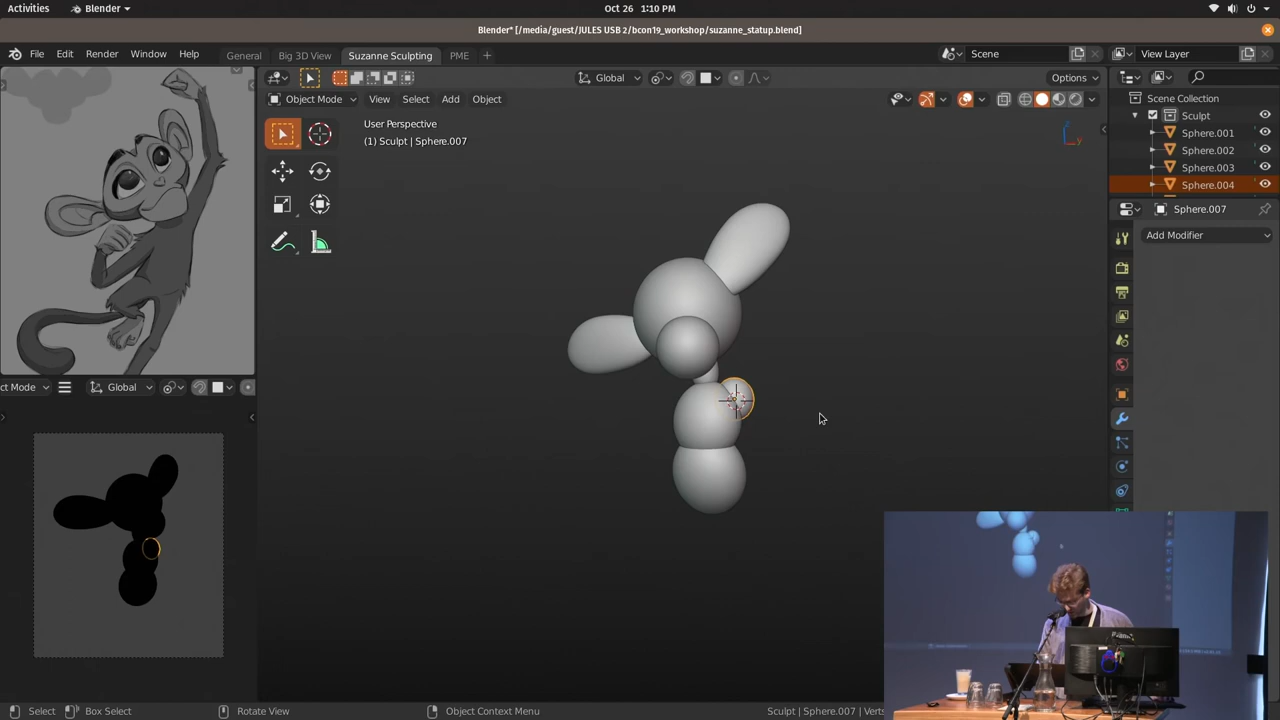 Activities
Blender
Oct 26  1:10 PM
Blender* [/media/guest/JULES USB 2/bcon19_workshop/suzanne_statup.blend]
File Edit Render Window Help
General Big 3D View Suzanne Sculpting PME +
Scene
View Layer
Global
Options
Object Mode View Select Add Object
Scene Collection
Sculpt
Sphere.001
Sphere.002
Sphere.003
Sphere.004
User Perspective
(1) Sculpt | Sphere.007
z
y
Sphere.007
Add Modifier
ct Mode
Global
Select
Box Select
Rotate View
Object Context Menu
Sculpt | Sphere.007 | Verts